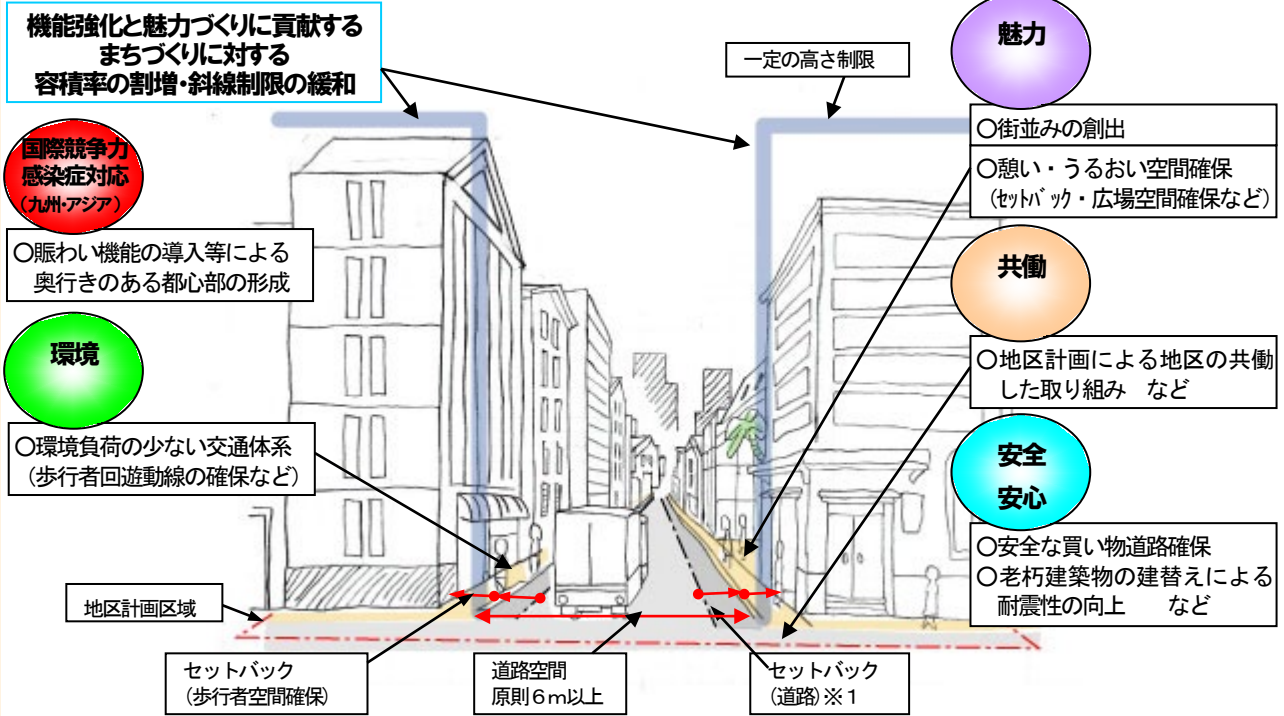 機能強化と魅力づくりに貢献する
まちづくりに対する
容積率の割増・斜線制限の緩和
国際競争力
感染症対応
（九州・アジア）
○賑わい機能の導入等による
奥行きのある都心部の形成
環境
○環境負荷の少ない交通体系
（歩行者回遊動線の確保など）
地区計画区域
セットバック
（歩行者空間確保）
道路空間
原則６ｍ以上
セットバック
（道路）※１
一定の高さ制限
魅力
○街並みの創出
○憩い・うるおい空間確保
（ｾｯﾄﾊﾞｯｸ・広場空間確保など）
共働
○地区計画による地区の共働
した取り組み　など
安全
安心
○安全な買い物道路確保
○老朽建築物の建替えによる
耐震性の向上　　など